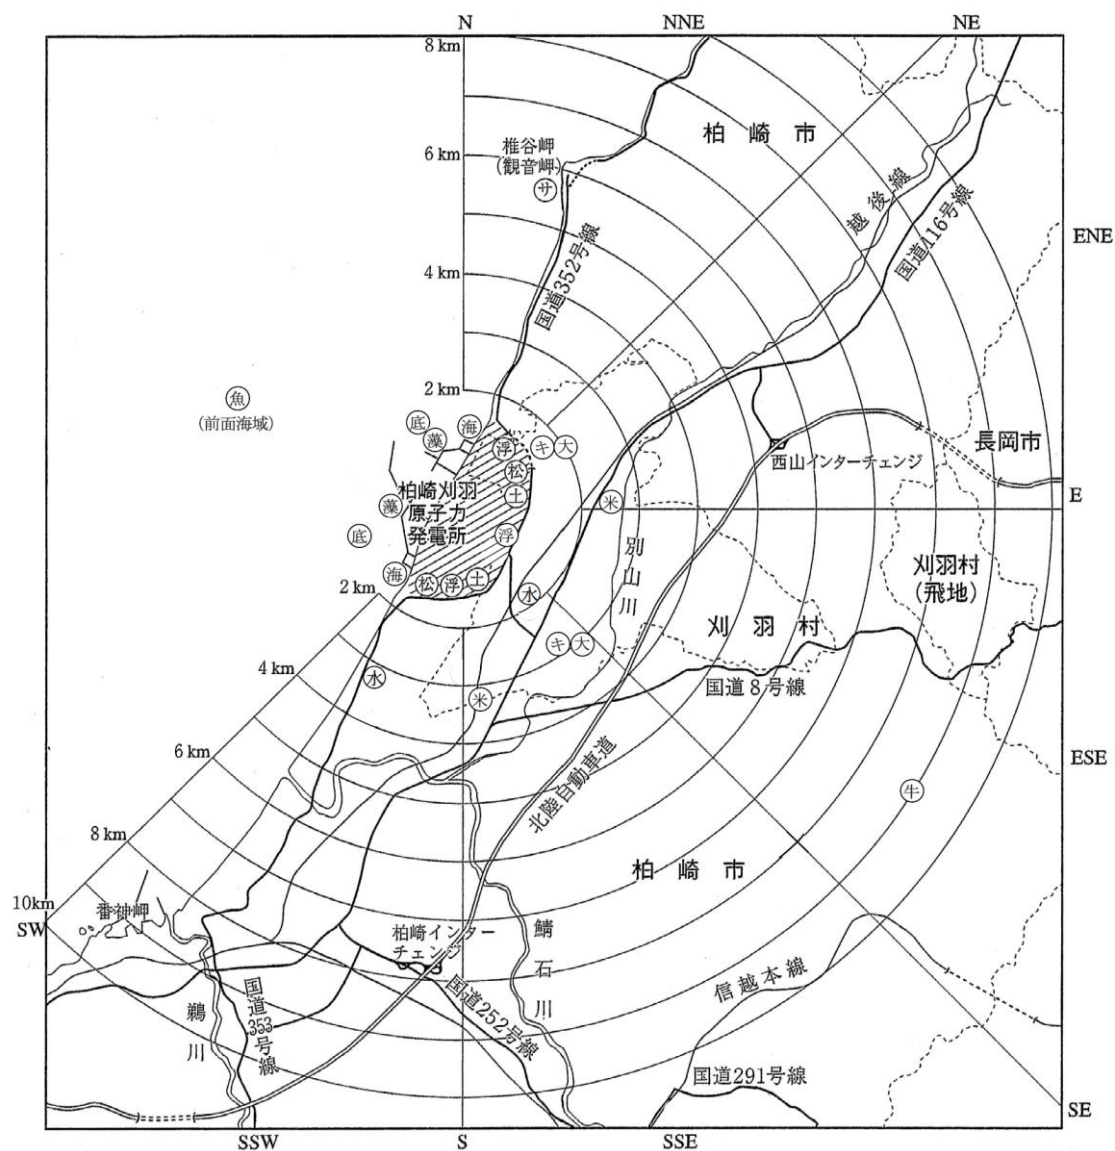 N
NNE
NE
8 km
柏崎市
椎谷岬
(観音岬)
サ
6 km
越後線
国道116号線
ENE
国道352号線
4 km
2 km
魚
(前面海域)
底
藻
海
浮
キ
大
長岡市
西山インターチェンジ
松
柏崎刈羽
原子力
発電所
土
米
E
藻
底
浮
別山川
刈羽村
(飛地)
海
松
浮
土
2 km
水
刈羽村
キ
大
4 km
水
米
国道8号線
6 km
北陸自動車道
ESE
牛
8 km
柏崎市
10km
SW
番神岬
柏崎インター
チェンジ
鯖石川
信越本線
鵜川
国道353号線
国道252号線
国道291号線
SE
SSW
S
SSE